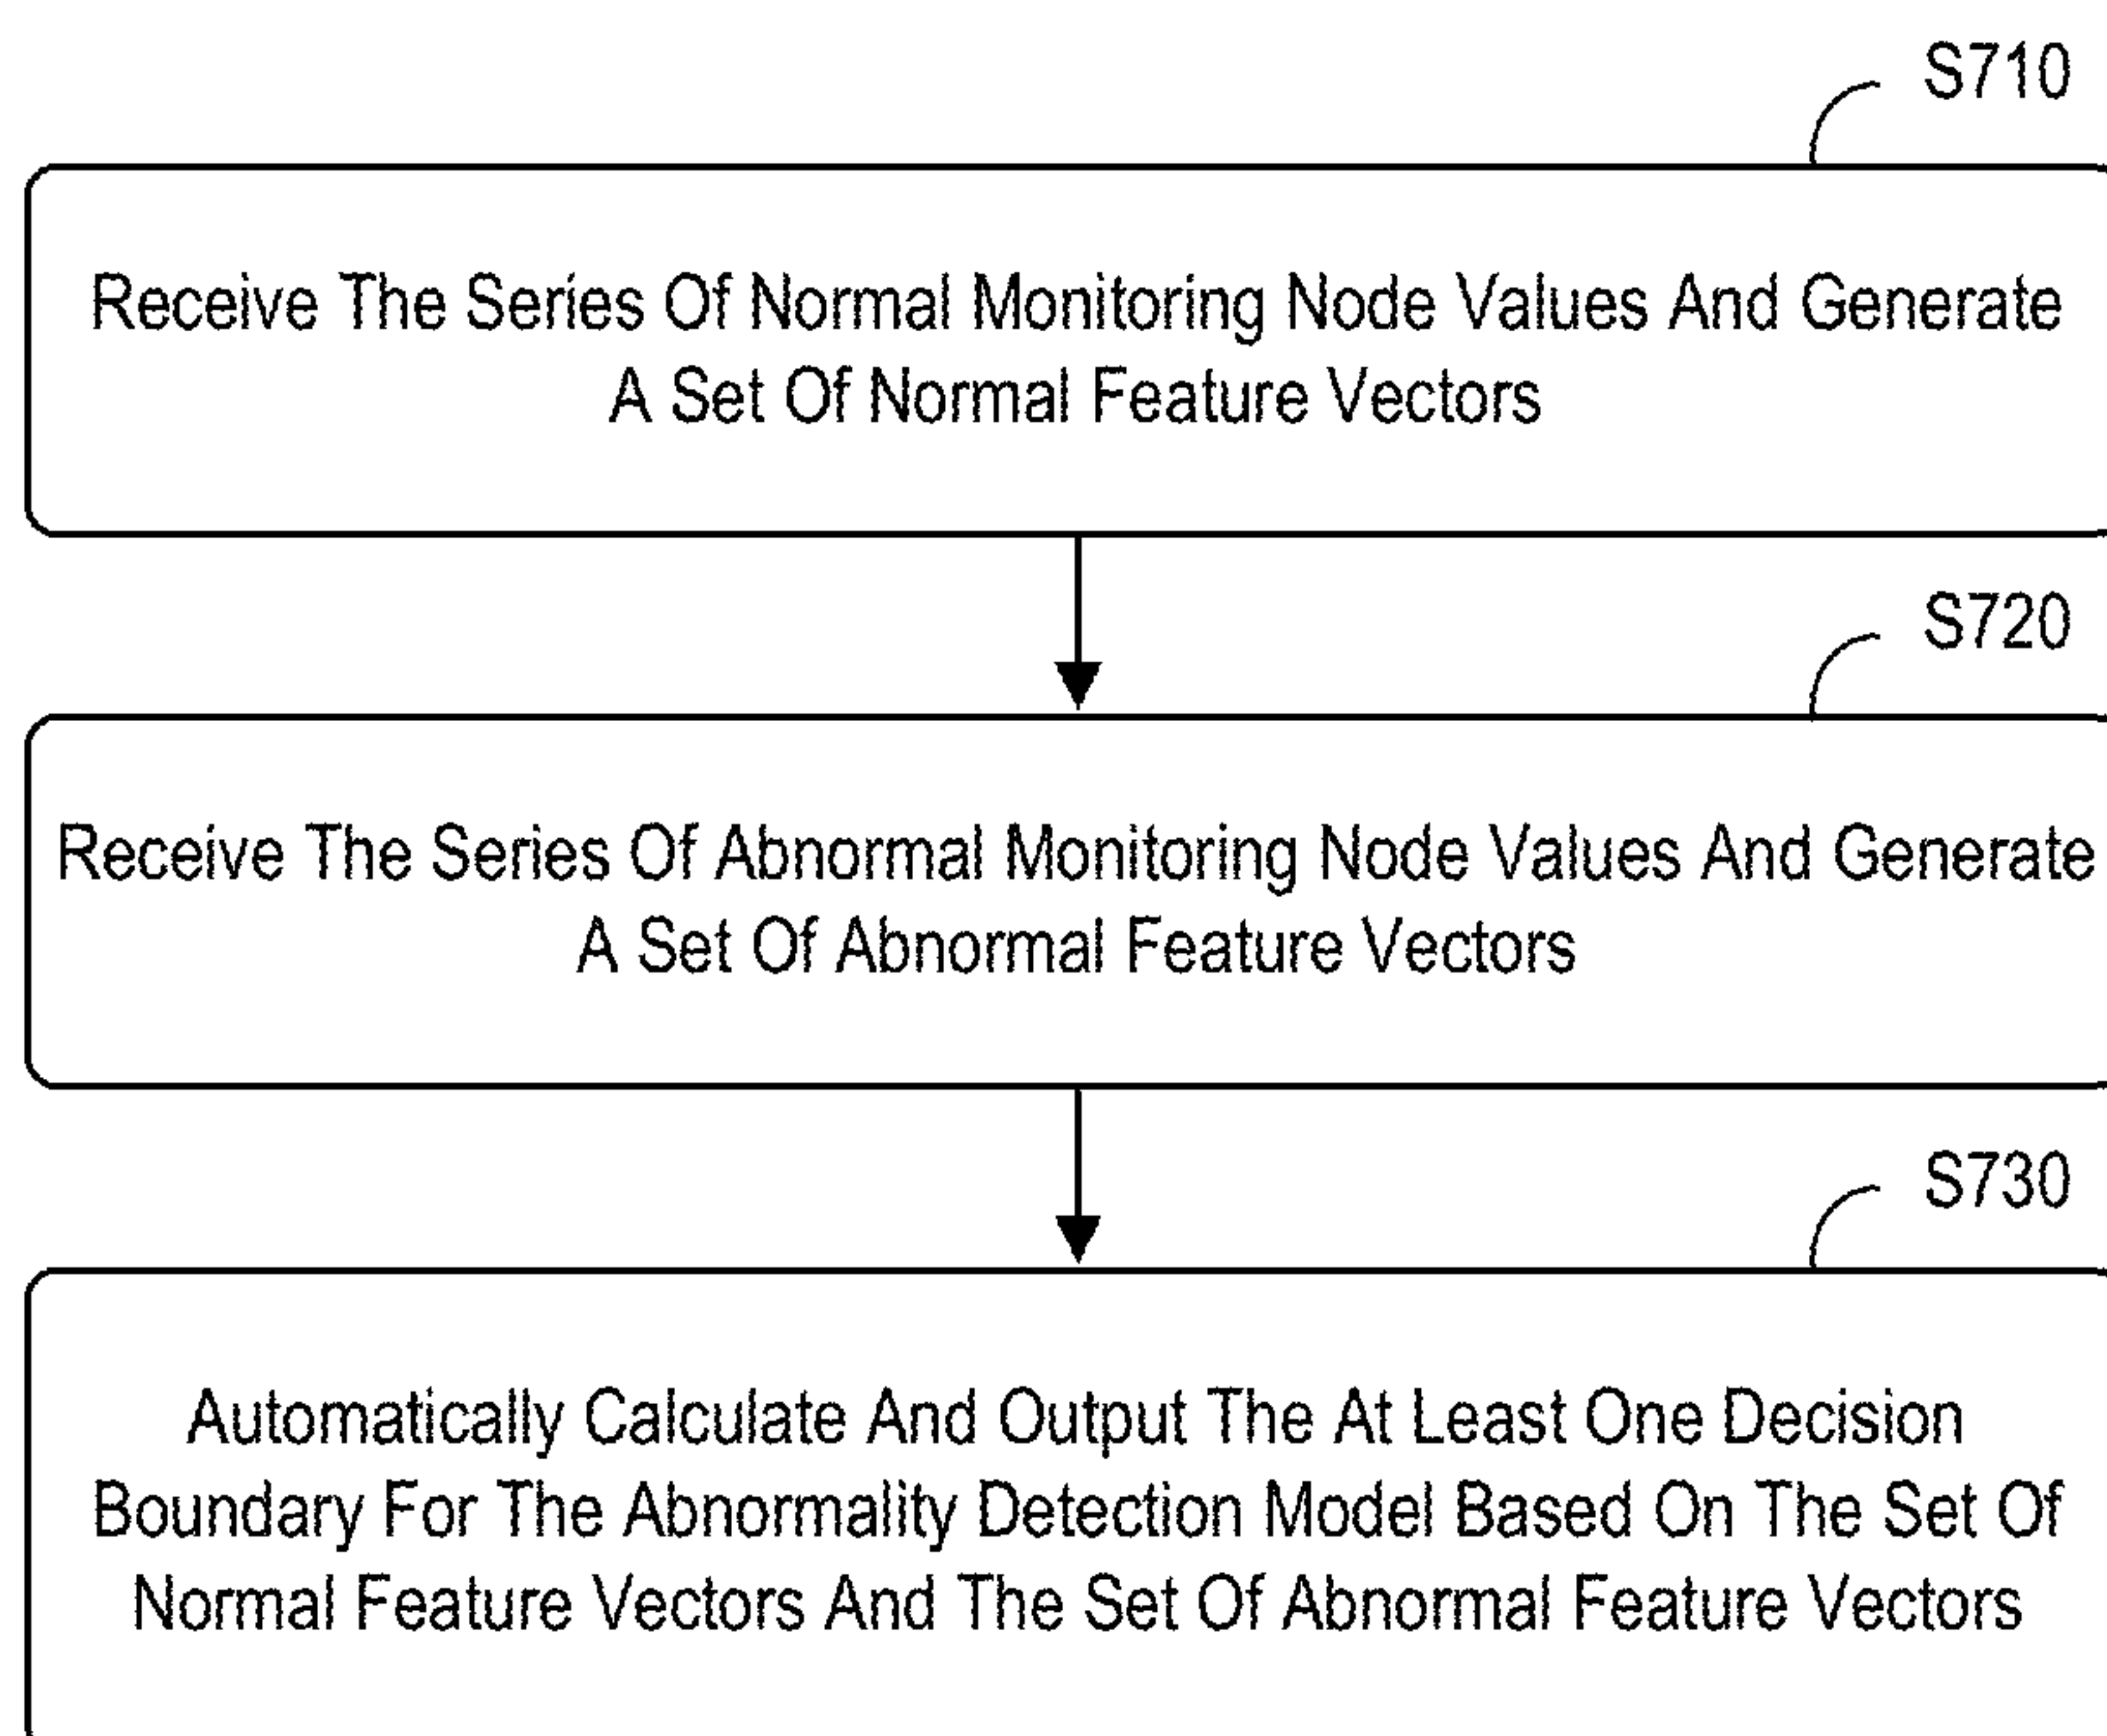 S710
Receive The Series Of Normal Monitoring Node Values And Generate
A Set Of Normal Feature Vectors
S720
Receive The Series Of Abnormal Monitoring Node Values And Generate
A Set Of Abnormal Feature Vectors
S730
Automatically Calculate And Output The At Least One Decision
Boundary For The Abnormality Detection Model Based On The Set Of
Normal Feature Vectors And The Set Of Abnormal Feature Vectors